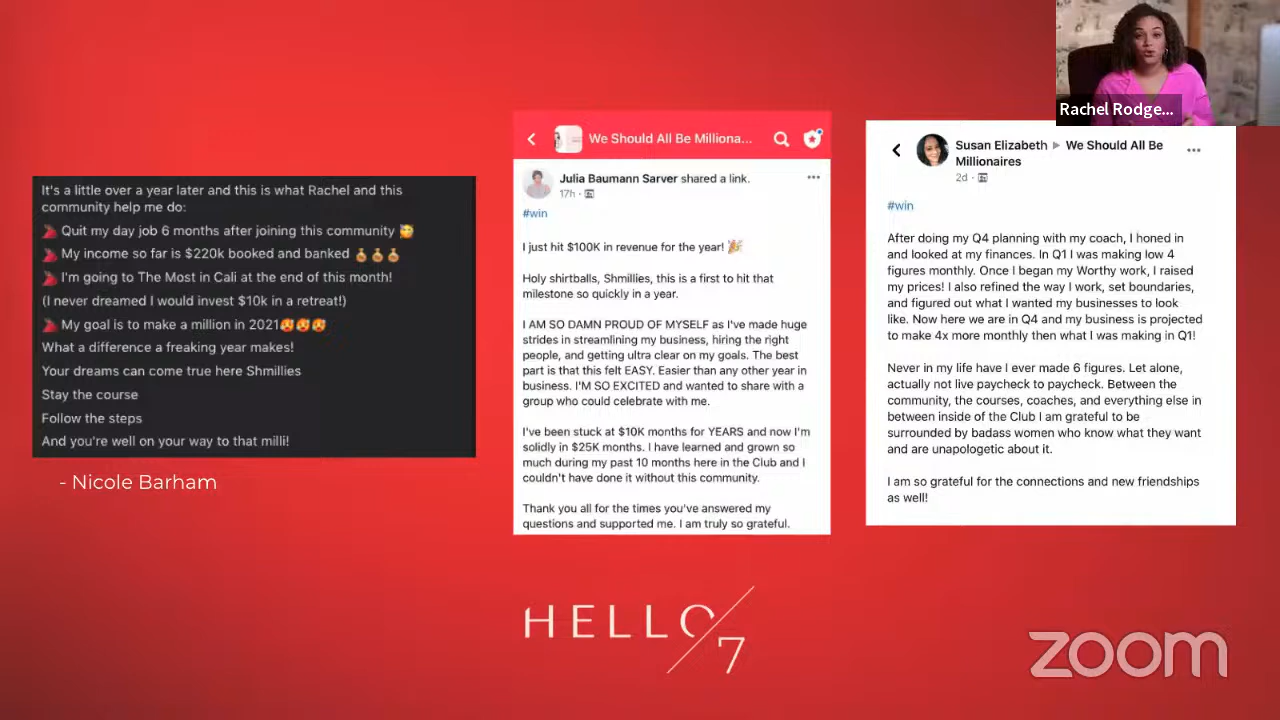 Rachel Rodge...
It's a little over a year later and this is what Rachel and this
community help me do:
Quit my day job 6 months after joining this community
My income so far is $220k booked and banked
I'm going to The Most in Cali at the end of this month!
(I never dreamed I would invest $10k in a retreat!)
My goal is to make a million in 2021
What a difference a freaking year makes!
Your dreams can come true here Shmillies
Stay the course
Follow the steps
And you're well on your way to that milli!
- Nicole Barham
We Should All Be Milliona...
Julia Baumann Sarver shared a link.
17h
#win
I just hit $100K in revenue for the year!
Holy shirtballs, Shmillies, this is a first to hit that
milestone so quickly in a year.
I AM SO DAMN PROUD OF MYSELF as I've made huge
strides in streamlining my business, hiring the right
people, and getting ultra clear on my goals. The best
part is that this felt EASY. Easier than any other year in
business. I'M SO EXCITED and wanted to share with a
group who could celebrate with me.
I've been stuck at $10K months for YEARS and now I'm
solidly in $25K months. I have learned and grown so
much during my past 10 months here in the Club and I
couldn't have done it without this community.
Thank you all for the times you've answered my
questions and supported me. I am truly so grateful.
Susan Elizabeth ▸ We Should All Be
Millionaires
2d
#win
After doing my Q4 planning with my coach, I honed in
and looked at my finances. In Q1 I was making low 4
figures monthly. Once I began my Worthy work, I raised
my prices! I also refined the way I work, set boundaries,
and figured out what I wanted my businesses to look
like. Now here we are in Q4 and my business is projected
to make 4x more monthly then what I was making in Q1!
Never in my life have I ever made 6 figures. Let alone,
actually not live paycheck to paycheck. Between the
community, the courses, coaches, and everything else in
between inside of the Club I am grateful to be
surrounded by badass women who know what they want
and are unapologetic about it.
I am so grateful for the connections and new friendships
as well!
HELLO
7
zoom